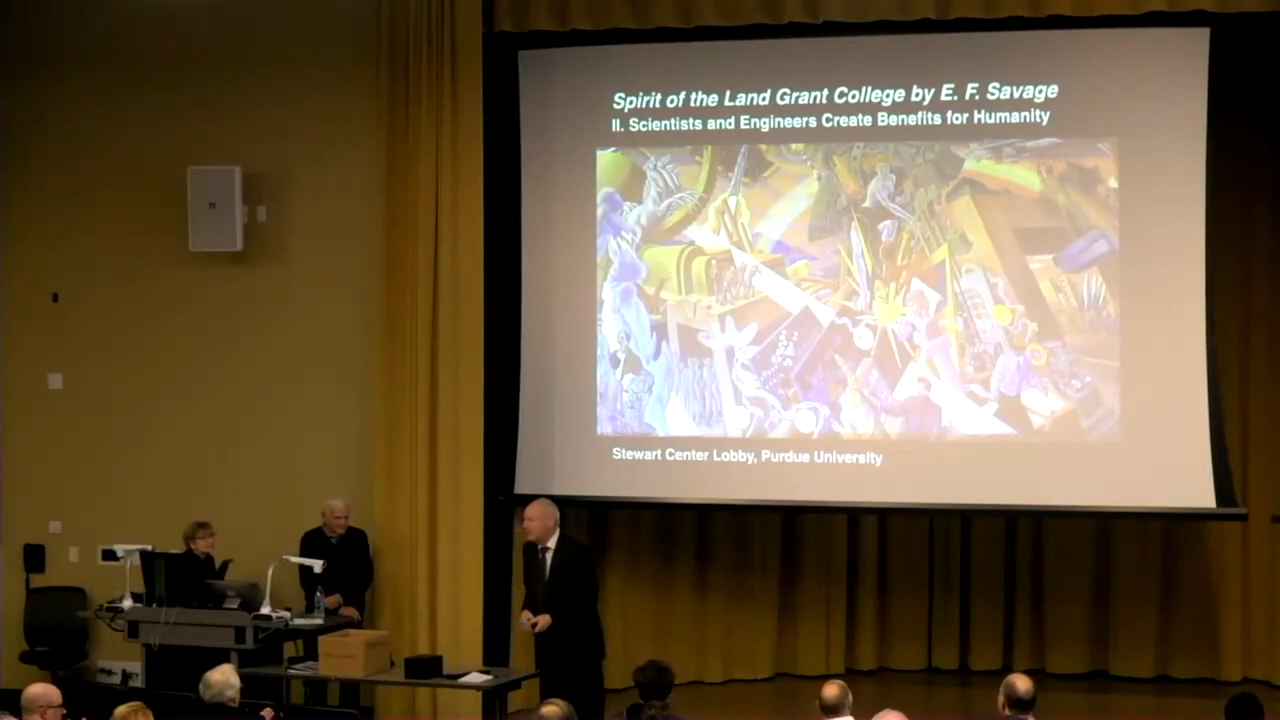 Spirit of the Land Grant College by E. F. Savage
II. Scientists and Engineers Create Benefits for Humanity
Stewart Center Lobby, Purdue University